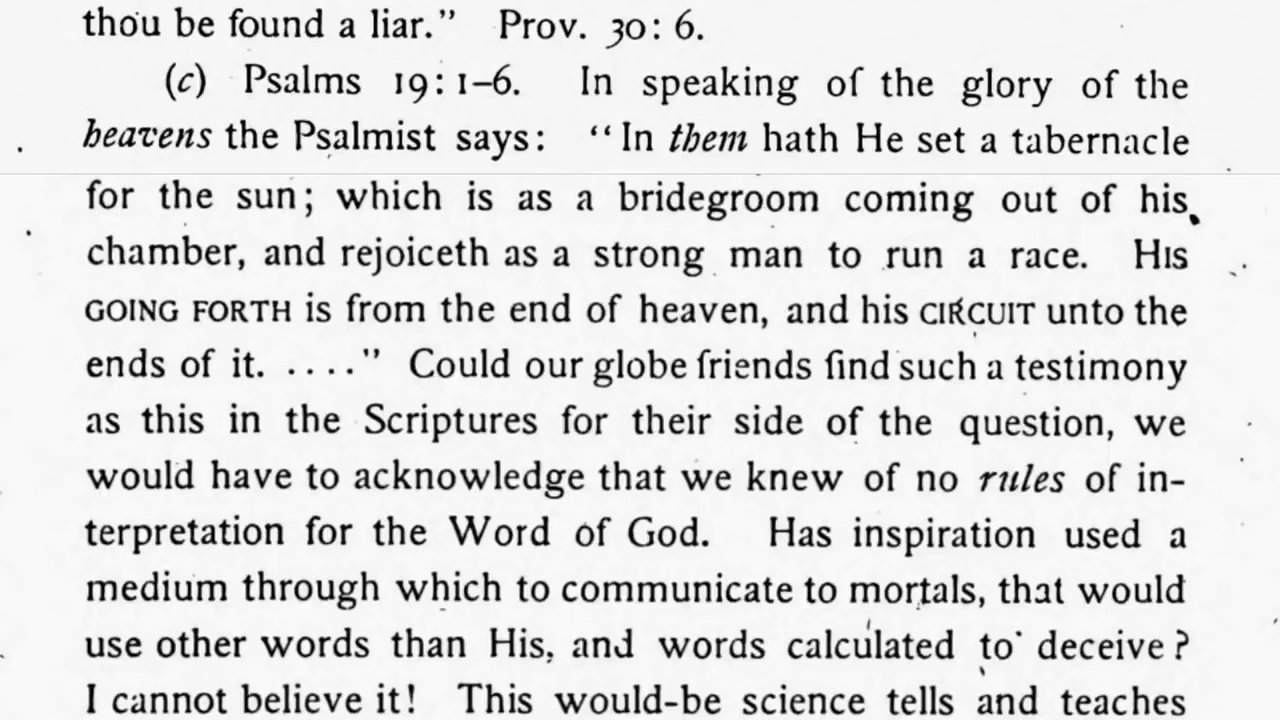 thou be found a liar.” Prov. 30: 6.
(c) Psalms 19: 1–6. In speaking of the glory of the
heavens the Psalmist says: “In them hath He set a tabernacle
for the sun; which is as a bridegroom coming out of his
chamber, and rejoiceth as a strong man to run a race. His
GOING FORTH is from the end of heaven, and his CIRCUIT unto the
ends of it. ....” Could our globe friends find such a testimony
as this in the Scriptures for their side of the question, we
would have to acknowledge that we knew of no rules of in-
terpretation for the Word of God. Has inspiration used a
medium through which to communicate to mortals, that would
use other words than His, and words calculated to deceive?
I cannot believe it! This would-be science tells and teaches